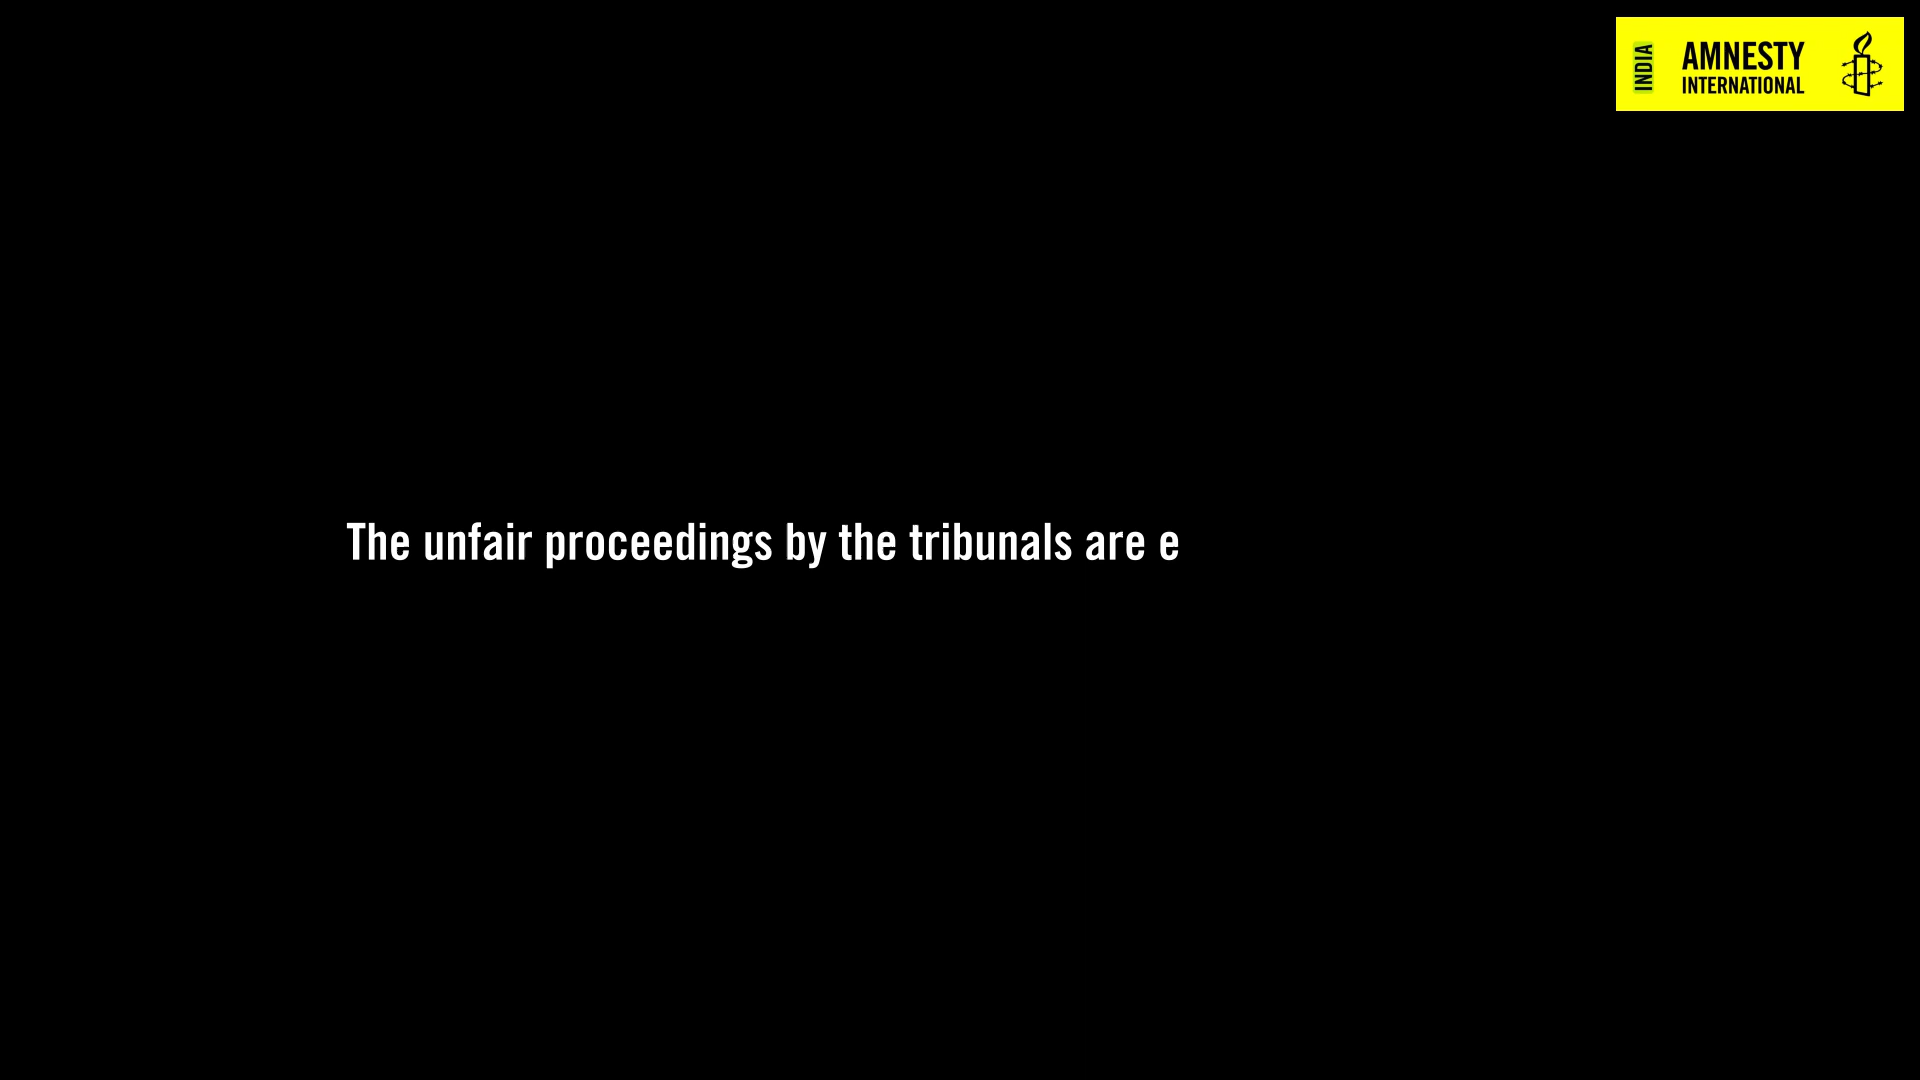 INDIA
AMNESTY
INTERNATIONAL
The unfair proceedings by the tribunals are e